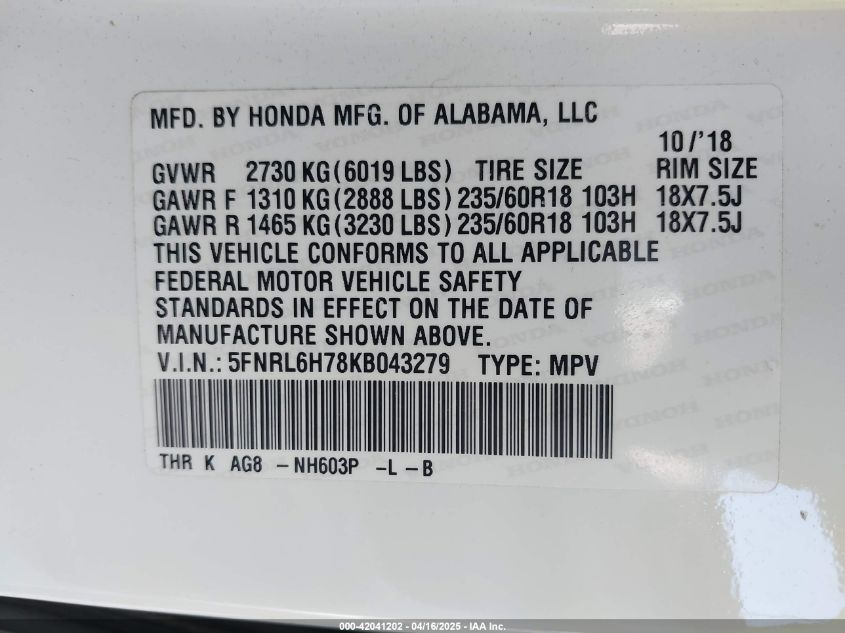 MFD. BY HONDA MFG. OF ALABAMA, LLC
10/'18
GVWR 2730 KG (6019 LBS) TIRE SIZE RIM SIZE
GAWR F 1310 KG (2888 LBS) 235/60R18 103H 18X7.5J
GAWR R 1465 KG (3230 LBS) 235/60R18 103H 18X7.5J
THIS VEHICLE CONFORMS TO ALL APPLICABLE
FEDERAL MOTOR VEHICLE SAFETY
STANDARDS IN EFFECT ON THE DATE OF
MANUFACTURE SHOWN ABOVE.
V.I.N.: 5FNRL6H78KB043279 TYPE: MPV
THR K AG8 -NH603P -L -B
000-42041202 - 04/16/2025 - IAA Inc.